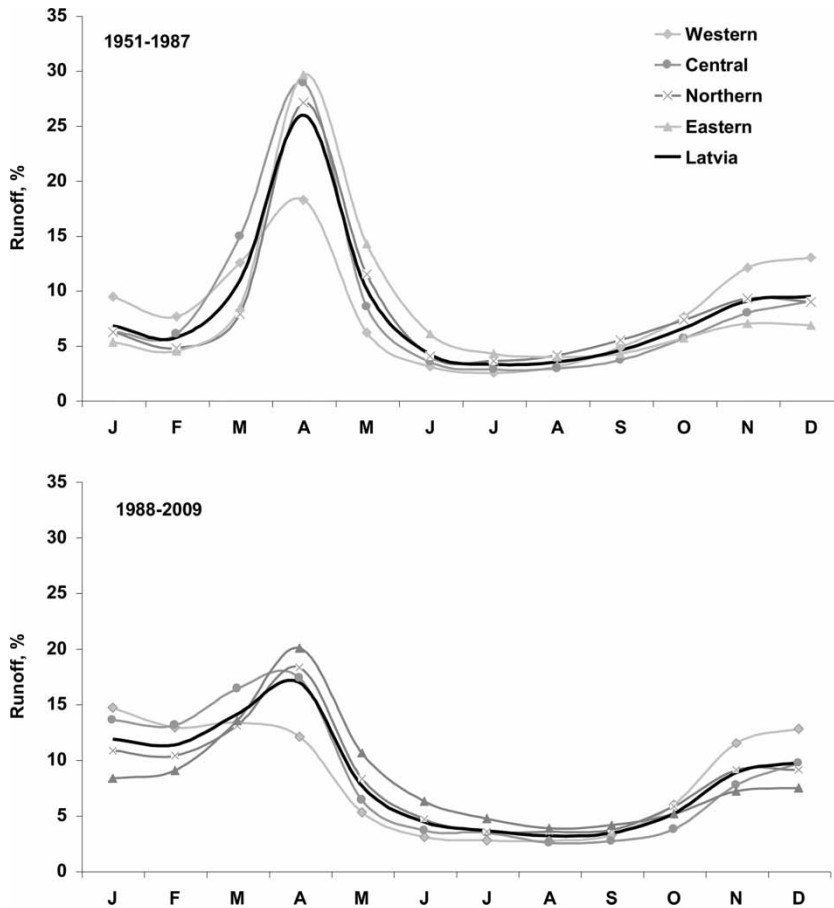 35
30
25
20
15
10
5
0
Runoff, %
1951-1987
Western
Central
Northern
Eastern
Latvia
J F M A M J J A S O N D
35
30
25
20
15
10
5
0
Runoff, %
1988-2009
J F M A M J J A S O N D